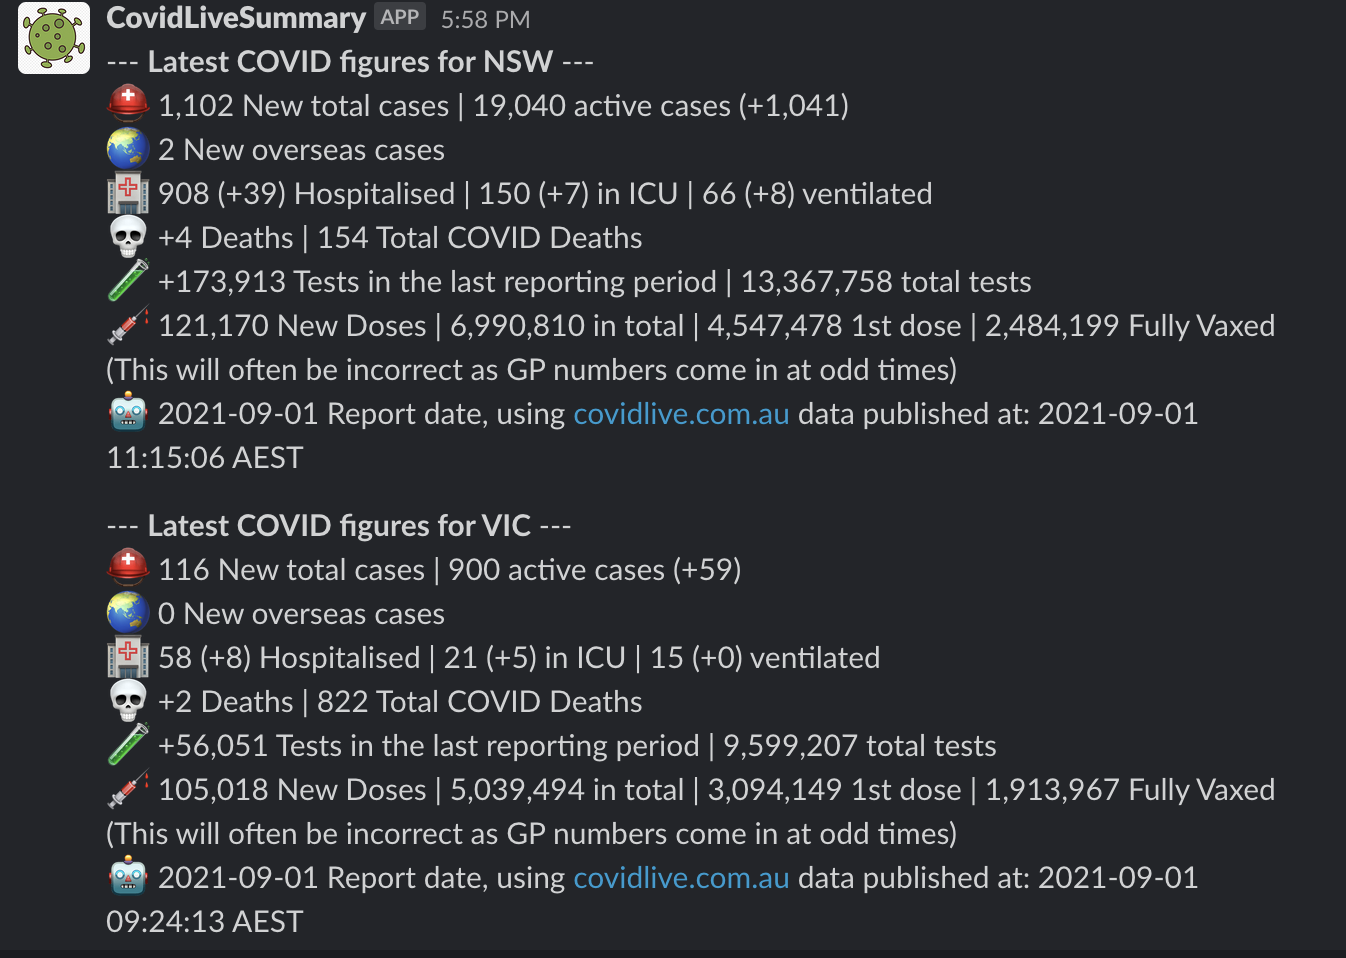 CovidLiveSummary APP 5:58 PM
--- Latest COVID figures for NSW ---
1,102 New total cases | 19,040 active cases (+1,041)
2 New overseas cases
908 (+39) Hospitalised | 150 (+7) in ICU | 66 (+8) ventilated
+4 Deaths | 154 Total COVID Deaths
+173,913 Tests in the last reporting period | 13,367,758 total tests
121,170 New Doses | 6,990,810 in total | 4,547,478 1st dose | 2,484,199 Fully Vaxed
(This will often be incorrect as GP numbers come in at odd times)
2021-09-01 Report date, using covidlive.com.au data published at: 2021-09-01
11:15:06 AEST
--- Latest COVID figures for VIC ---
116 New total cases | 900 active cases (+59)
0 New overseas cases
58 (+8) Hospitalised | 21 (+5) in ICU | 15 (+0) ventilated
+2 Deaths | 822 Total COVID Deaths
+56,051 Tests in the last reporting period | 9,599,207 total tests
105,018 New Doses | 5,039,494 in total | 3,094,149 1st dose | 1,913,967 Fully Vaxed
(This will often be incorrect as GP numbers come in at odd times)
2021-09-01 Report date, using covidlive.com.au data published at: 2021-09-01
09:24:13 AEST